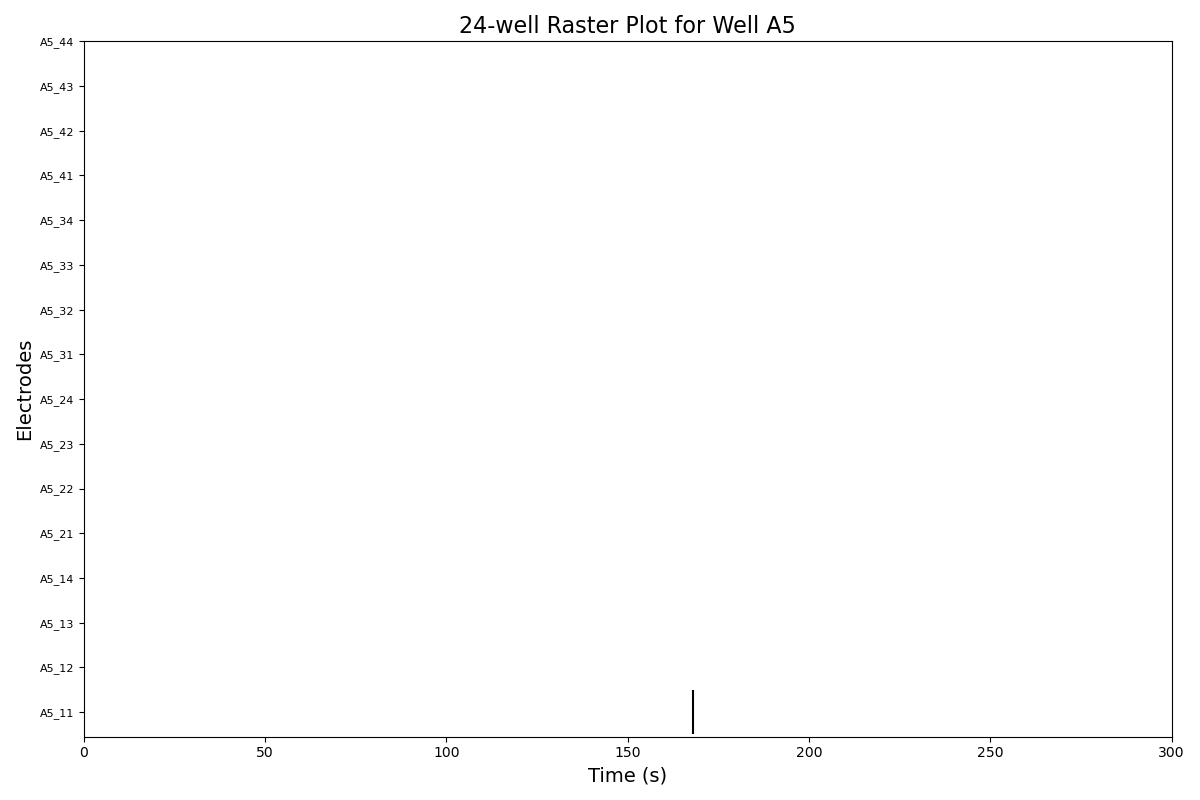 24-well Raster Plot for Well A5
A5_44
A5_43
A5_42
A5_41
A5_34
A5_33
A5_32
A5_31
A5_24
A5_23
A5_22
A5_21
A5_14
A5_13
A5_12
A5_11
Electrodes
0 50 100 150 200 250 300
Time (s)